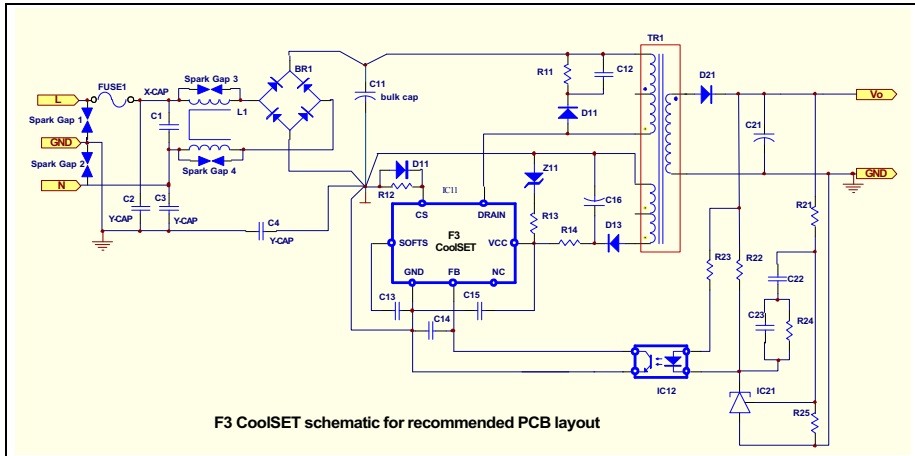 TR1
BR1
Spark Gap 3
FUSE1
X-CAP
L
L1
C11
bulk cap
R11
C12
D21
Vo
Spark Gap 1
C1
D11
C21
GND
Spark Gap 2
Spark Gap 4
D11
IC11
Z11
GND
N
R12
C16
C2
C3
Y-CAP
Y-CAP
C4
Y-CAP
CS
DRAIN
F3
CoolSET
SOFTS
VCC
GND
FB
NC
R13
R14
D13
R21
R23
R22
C22
C13
C15
C14
C23
R24
IC12
IC21
R25
F3 CoolSET schematic for recommended PCB layout